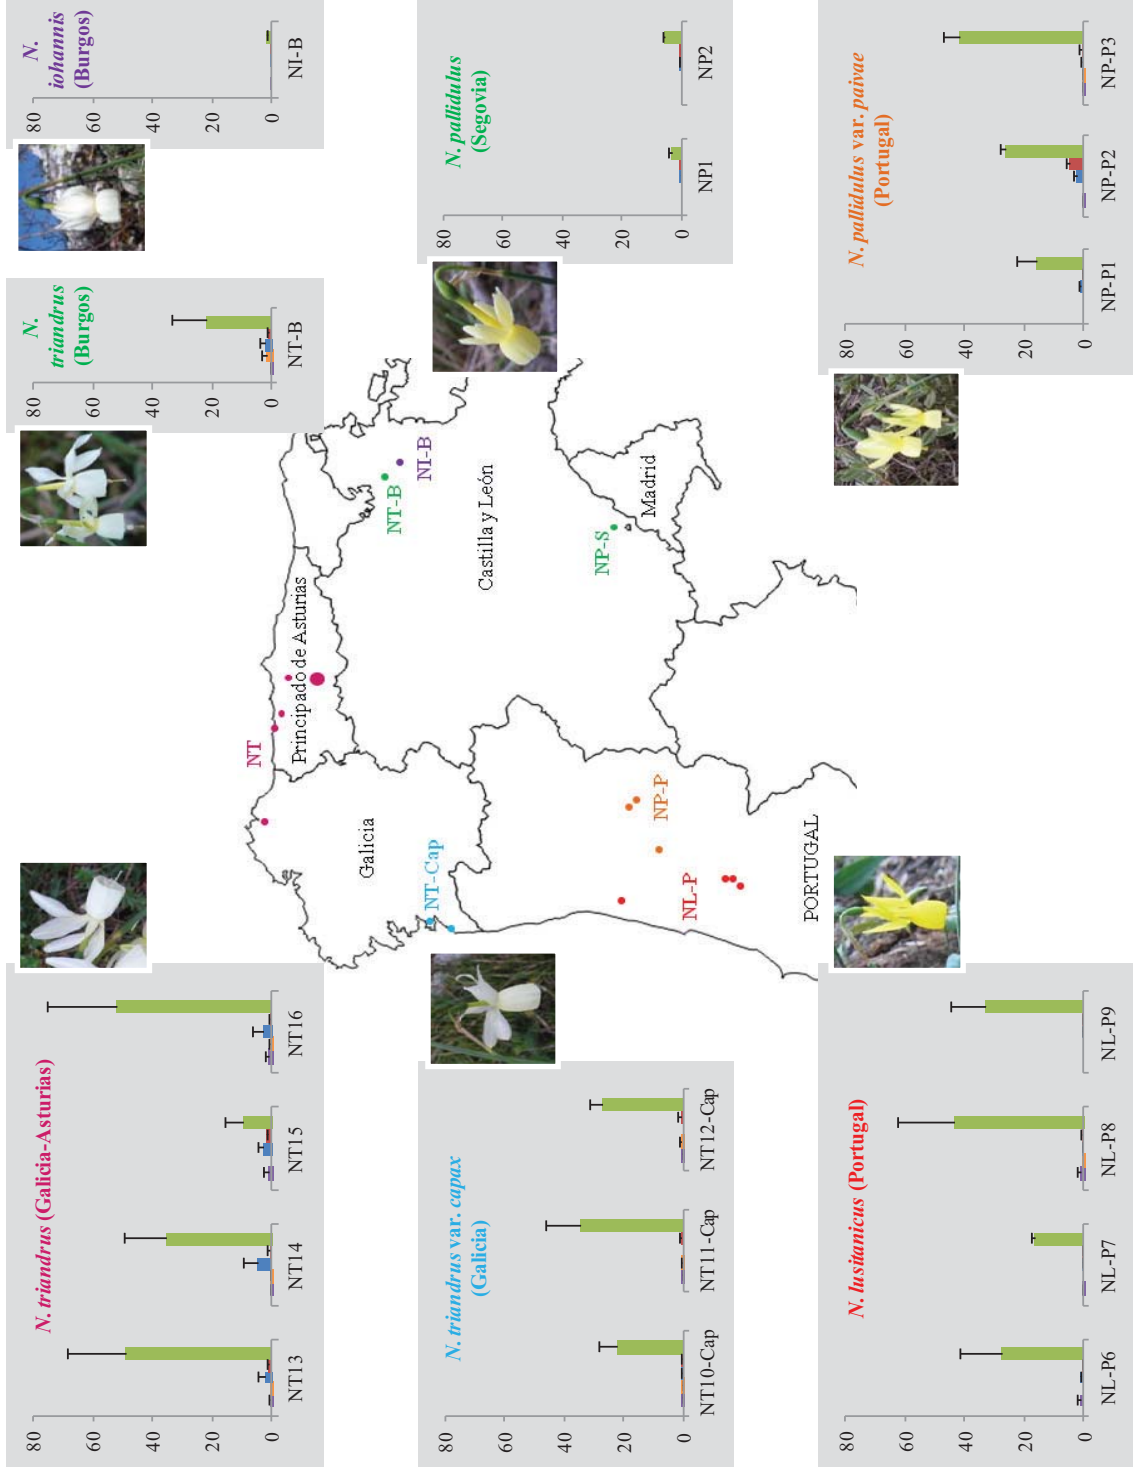 N. triandrus (Galicia-Asturias)
80
60
40
20
0
NT13
NT14
NT15
NT16
N.
triandrus
(Burgos)
80
60
40
20
0
NT-B
N.
iohannis
(Burgos)
80
60
40
20
0
NI-B
N. triandrus var. capax
(Galicia)
80
60
40
20
0
NT10-Cap
NT11-Cap
NT12-Cap
NT
Principado de Asturias
Galicia
NT-Cap
NT-B
NI-B
Castilla y León
NP-S
Madrid
NP-P
NL-P
PORTUGAL
N. pallidulus
(Segovia)
80
60
40
20
0
NP1
NP2
N. lusitanicus (Portugal)
80
60
40
20
0
NL-P6
NL-P7
NL-P8
NL-P9
N. pallidulus var. paivae
(Portugal)
80
60
40
20
0
NP-P1
NP-P2
NP-P3